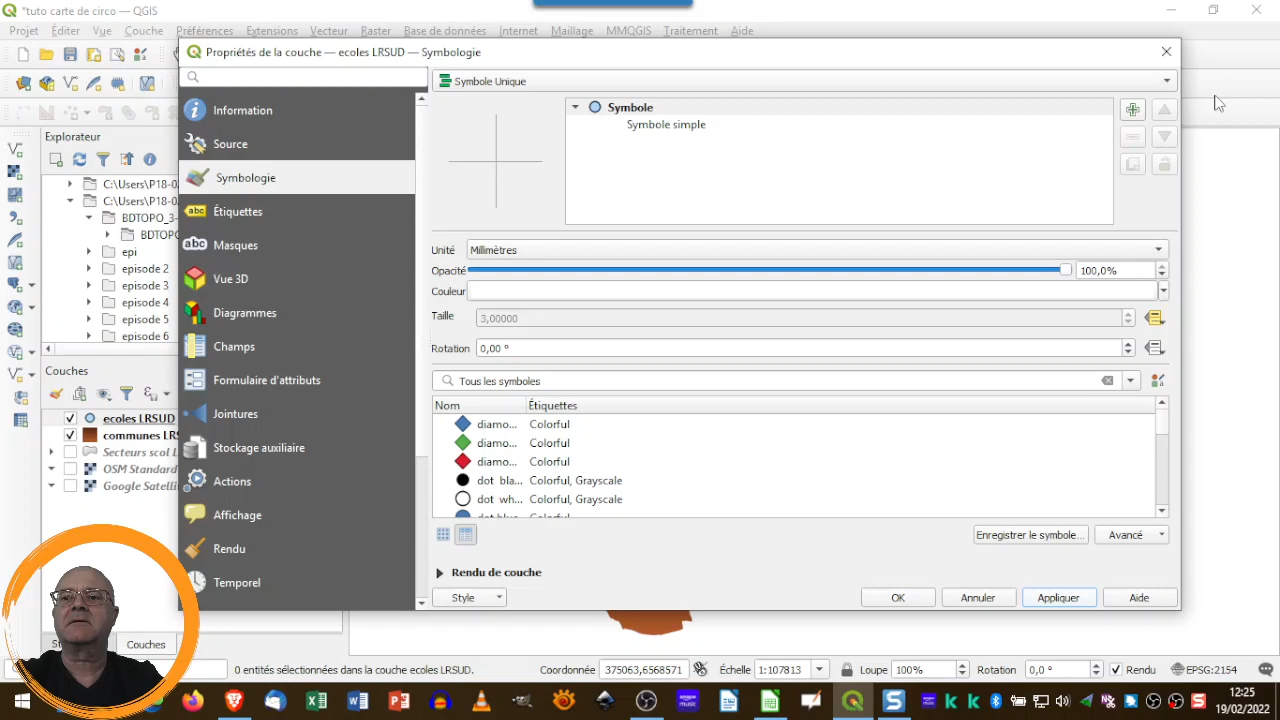 *tuto carte de circo — QGIS
Projet Éditer Vue Couche Préférences Extensions Vecteur Raster Base de données Internet Maillage MMQGIS Traitement Aide
Propriétés de la couche — ecoles LRSUD — Symbologie
Symbole Unique
Information
Source
Symbologie
Étiquettes
Masques
Vue 3D
Diagrammes
Champs
Formulaire d'attributs
Jointures
Stockage auxiliaire
Actions
Affichage
Rendu
Temporel
Symbole
Symbole simple
Unité Millimètres
Opacité 100,0%
Couleur
Taille 3,00000
Rotation 0,00 °
Tous les symboles
Nom Étiquettes
diamo... Colorful
diamo... Colorful
diamo... Colorful
dot bla... Colorful, Grayscale
dot wh... Colorful, Grayscale
Enregistrer le symbole... Avancé
Rendu de couche
Style OK Annuler Appliquer Aide
Explorateur
C:\Users\P18-0
C:\Users\P18-0
BDTOPO_3-
BDTOPO
epi
episode 2
episode 3
episode 4
episode 5
episode 6
Couches
ecoles LRSUD
communes LRS
Secteurs scol L
OSM Standard
Google Satelli
Couches
0 entités sélectionnées dans la couche ecoles LRSUD. Coordonnée 375063,6568571 Échelle 1:107813 Loupe 100% Rotation 0,0 ° Rendu EPSG:2154
12:25
19/02/2022